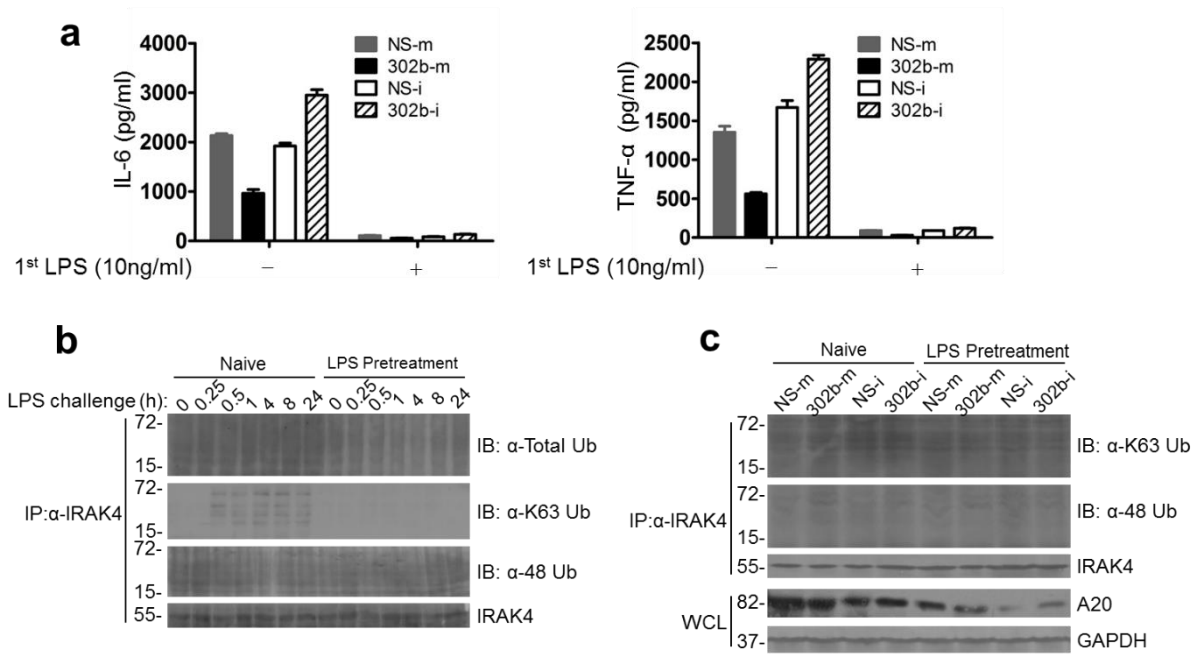 a
4000
3000
2000
1000
0
IL-6 (pg/ml)
NS-m
302b-m
NS-i
302b-i
1st LPS (10ng/ml) − +
2500
2000
1500
1000
500
0
TNF-α (pg/ml)
NS-m
302b-m
NS-i
302b-i
1st LPS (10ng/ml) − +
b
Naive LPS Pretreatment
LPS challenge (h): 0 0.25 0.5 1 4 8 24 0 0.25 0.5 1 4 8 24
IP:α-IRAK4
72-
15-
IB: α-Total Ub
72-
15-
IB: α-K63 Ub
72-
15-
IB: α-48 Ub
55-
IRAK4
c
Naive LPS Pretreatment
NS-m 302b-m NS-i 302b-i NS-m 302b-m NS-i 302b-i
IP:α-IRAK4
72-
15-
IB: α-K63 Ub
72-
15-
IB: α-48 Ub
55-
IRAK4
WCL
82-
A20
37-
GAPDH